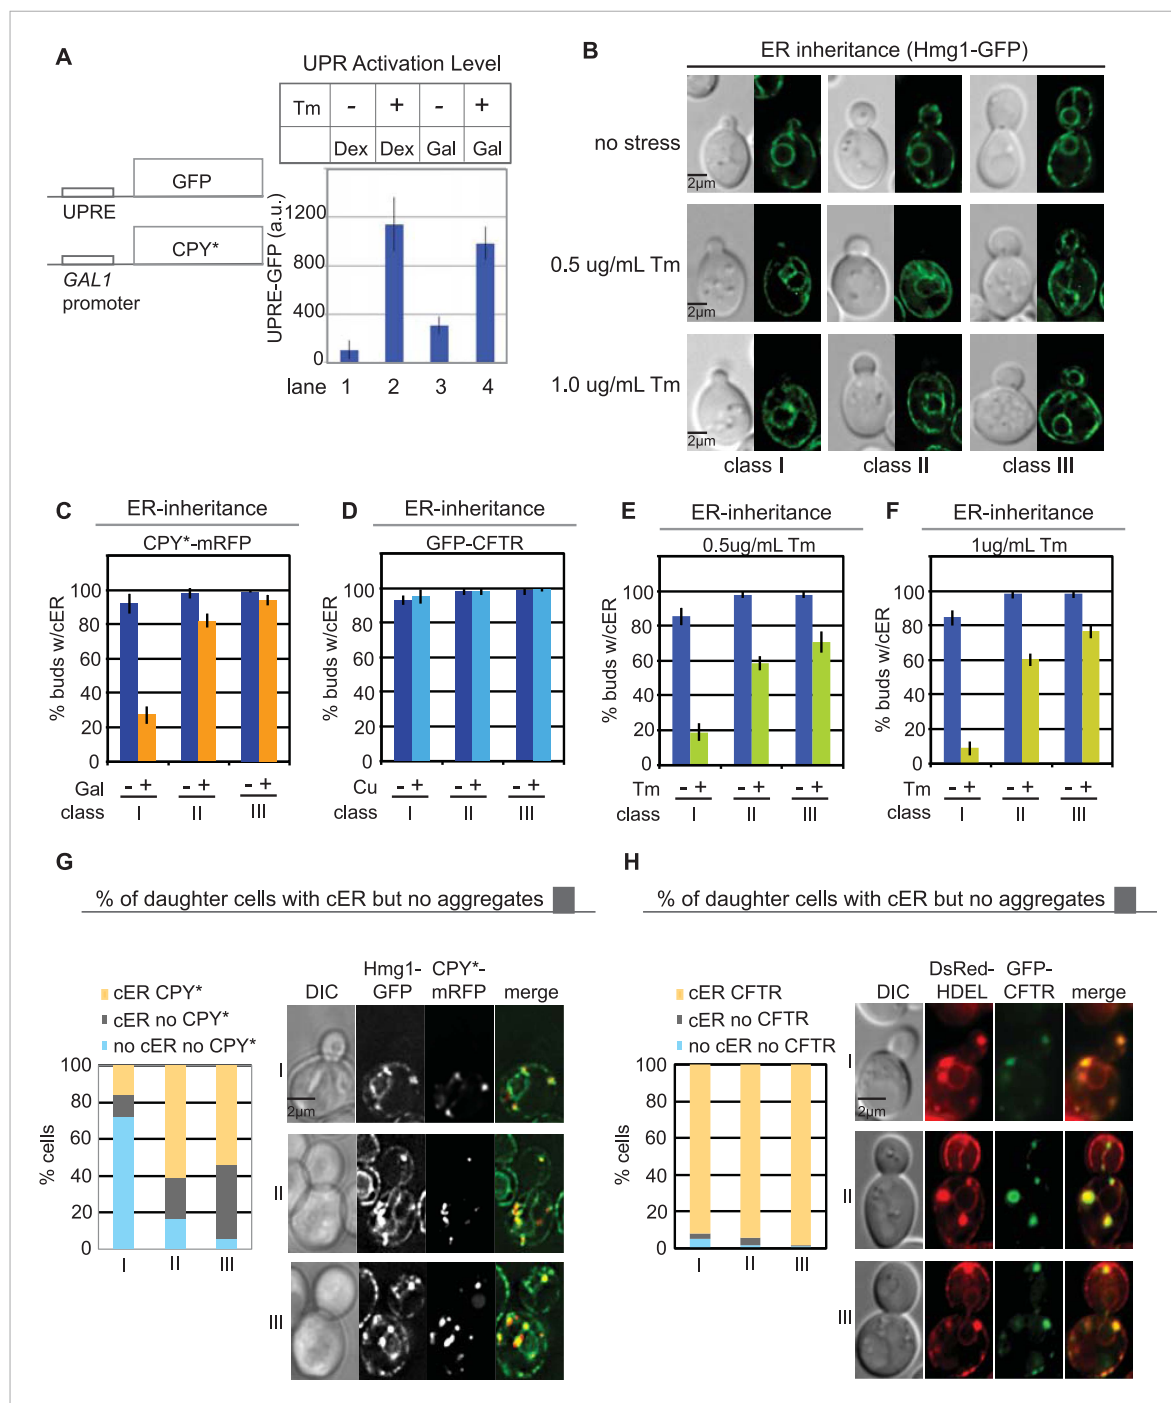 A
UPR Activation Level
Tm - + - +
Dex Dex Gal Gal
GFP
UPRE
CPY*
GAL1
promoter
UPRE-GFP (a.u.)
1200
800
400
0
lane 1 2 3 4
B
ER inheritance (Hmg1-GFP)
no stress
2μm
0.5 ug/mL Tm
2μm
1.0 ug/mL Tm
2μm
class I class II class III
C
ER-inheritance
CPY*-mRFP
% buds w/cER
100
80
60
40
20
0
Gal - + - + - +
class I II III
D
ER-inheritance
GFP-CFTR
% buds w/cER
100
80
60
40
20
0
Cu - + - + - +
class I II III
E
ER-inheritance
0.5ug/mL Tm
% buds w/cER
100
80
60
40
20
0
Tm - + - + - +
class I II III
F
ER-inheritance
1ug/mL Tm
% buds w/cER
100
80
60
40
20
0
Tm - + - + - +
class I II III
G
% of daughter cells with cER but no aggregates
cER CPY*
cER no CPY*
no cER no CPY*
% cells
100
80
60
40
20
0
I II III
Hmg1- CPY*-
DIC GFP mRFP merge
I
2μm
II
III
H
% of daughter cells with cER but no aggregates
cER CFTR
cER no CFTR
no cER no CFTR
% cells
100
80
60
40
20
0
I II III
DsRed- GFP-
DIC HDEL CFTR merge
I
2μm
II
III